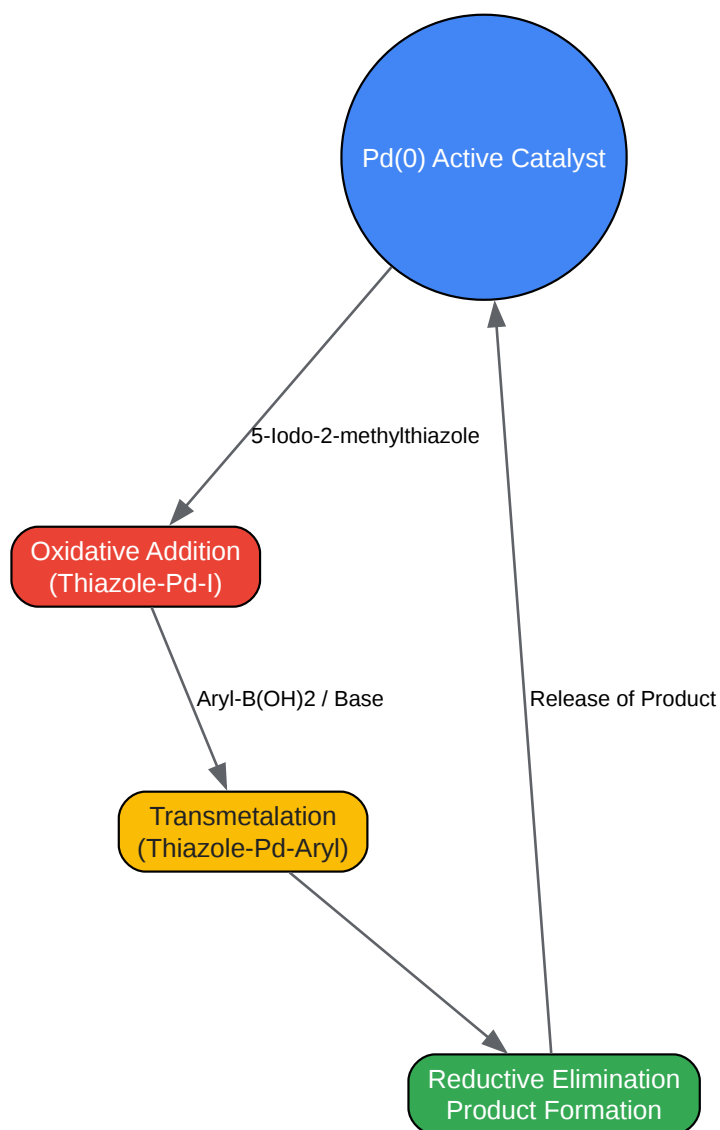 Pd(0) Active Catalyst
5-Iodo-2-methylthiazole
Oxidative Addition
(Thiazole-Pd-I)
Aryl-B(OH)2 / Base
Release of Product
Transmetalation
(Thiazole-Pd-Aryl)
Reductive Elimination
Product Formation